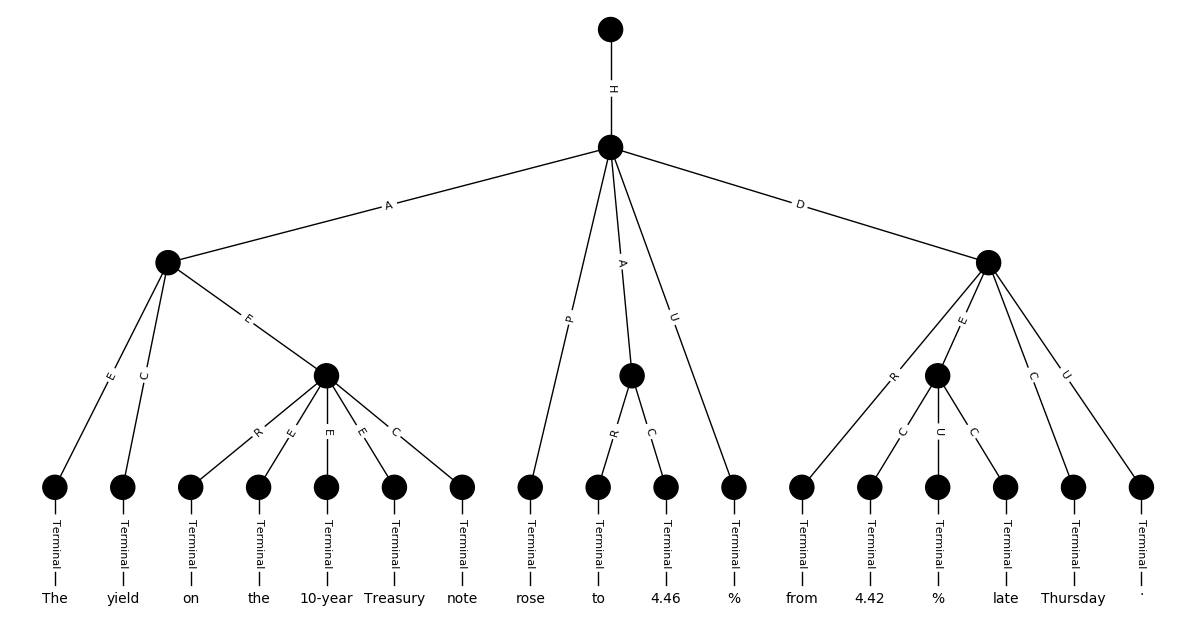 H
A D
A
E P U E
E C R R C U
R E E E C R C C U C
Terminal Terminal Terminal Terminal Terminal Terminal Terminal Terminal Terminal Terminal Terminal Terminal Terminal Terminal Terminal Terminal Terminal
The yield on the 10-year Treasury note rose to 4.46 % from 4.42 % late Thursday .